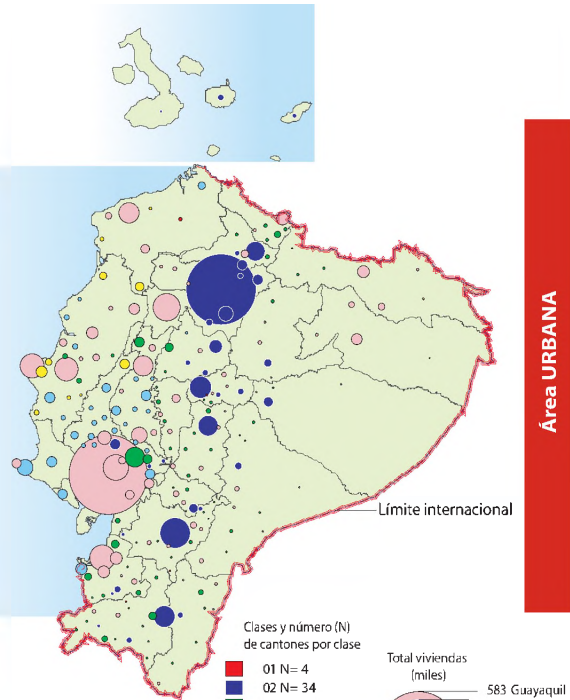 Área URBANA
Límite internacional
Clases y número (N)
de cantones por clase
01 N= 4
02 N= 34
Total viviendas
(miles)
583 Guayaquil